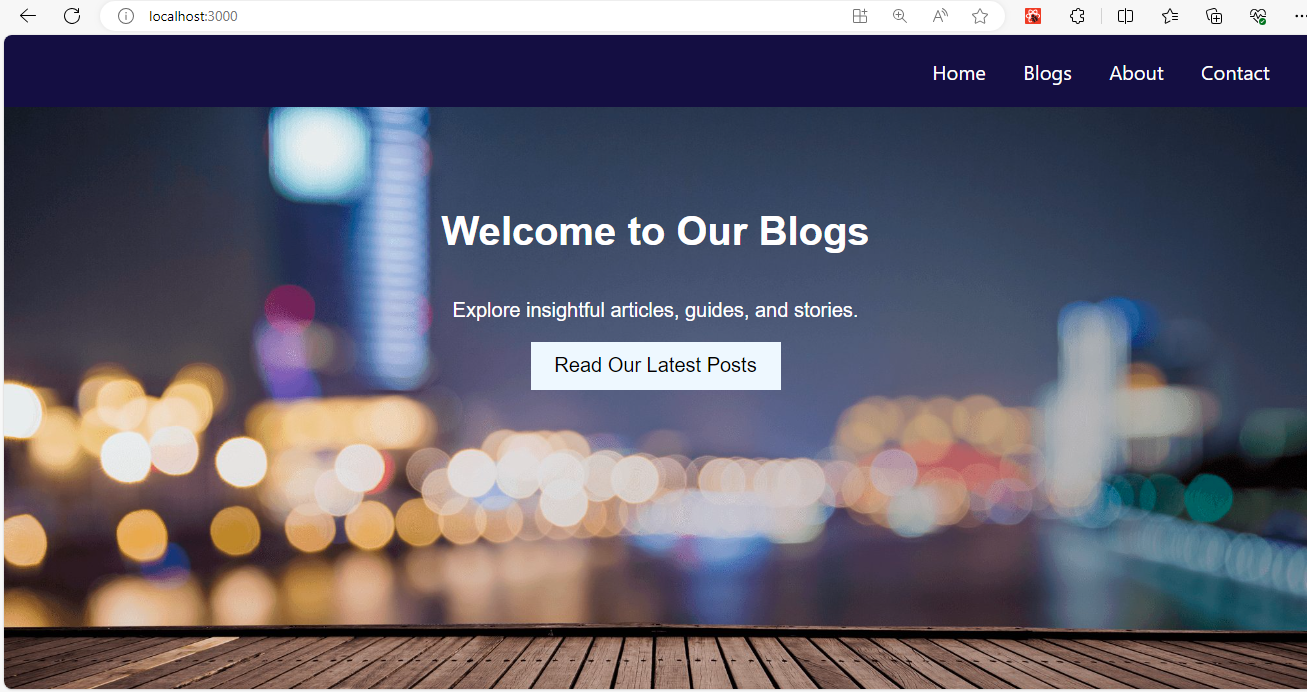 localhost:3000
Home Blogs About Contact
Welcome to Our Blogs
Explore insightful articles, guides, and stories.
Read Our Latest Posts